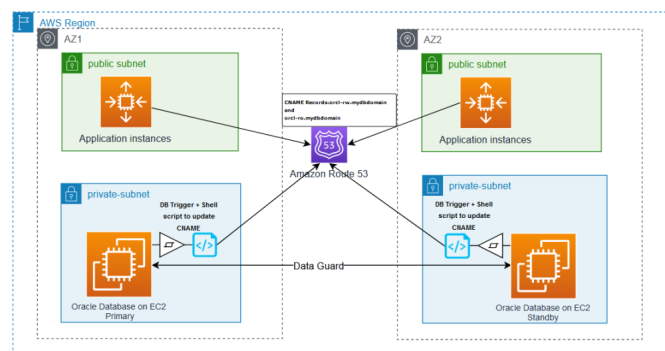 AWS Region
AZ1
AZ2
public subnet
public subnet
CNAME Records:orcl-rw.mydbdomain
and
orcl-ro.mydbdomain
53
Application instances
Application instances
Amazon Route 53
private-subnet
private-subnet
DB Trigger + Shell
script to update
CNAME
DB Trigger + Shell
script to update
CNAME
</>
</>
Data Guard
Oracle Database on EC2
Primary
Oracle Database on EC2
Standby